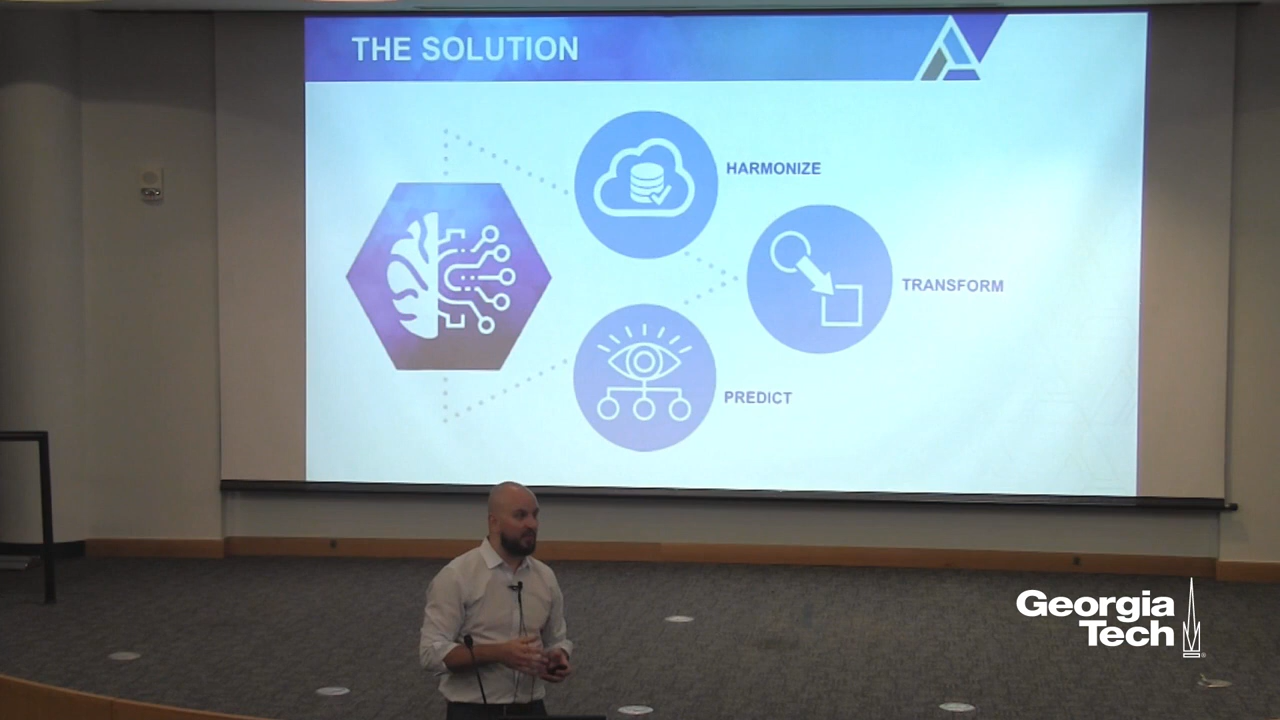 THE SOLUTION
HARMONIZE
TRANSFORM
PREDICT
Georgia
Tech